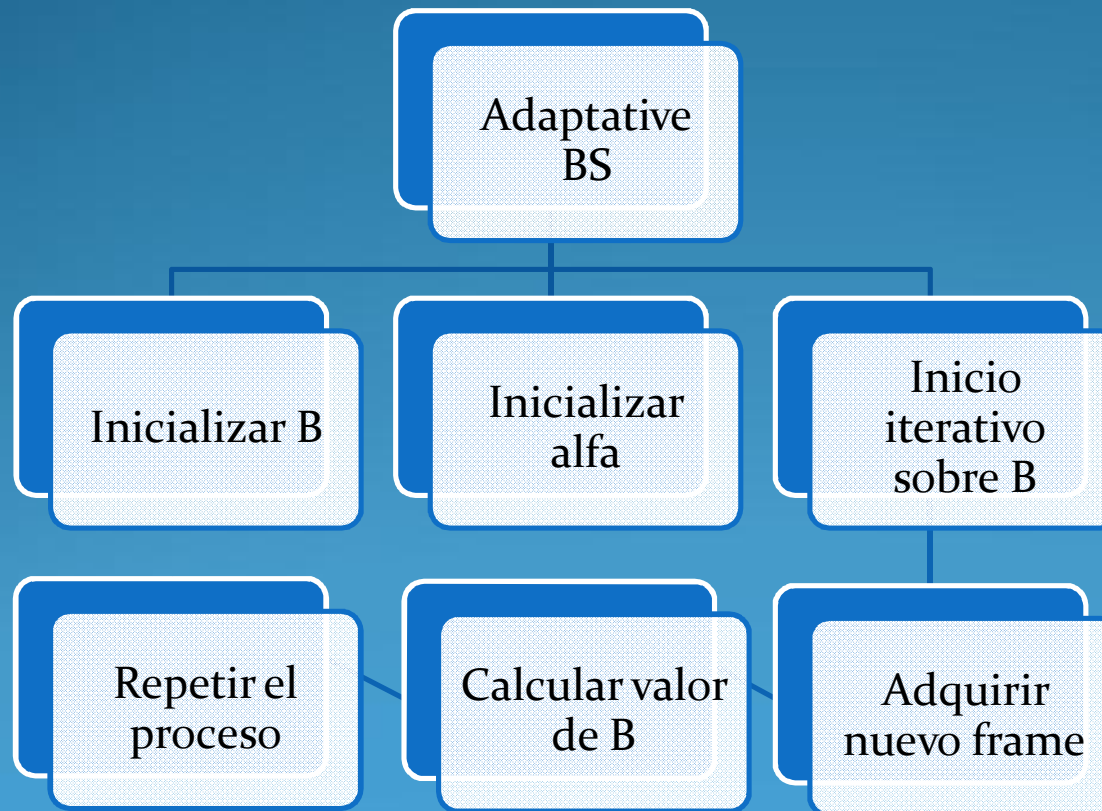 Adaptative
BS
Inicializar B
Inicializar
alfa
Inicio
iterativo
sobre B
Repetir el
proceso
Calcular valor
de B
Adquirir
nuevo frame